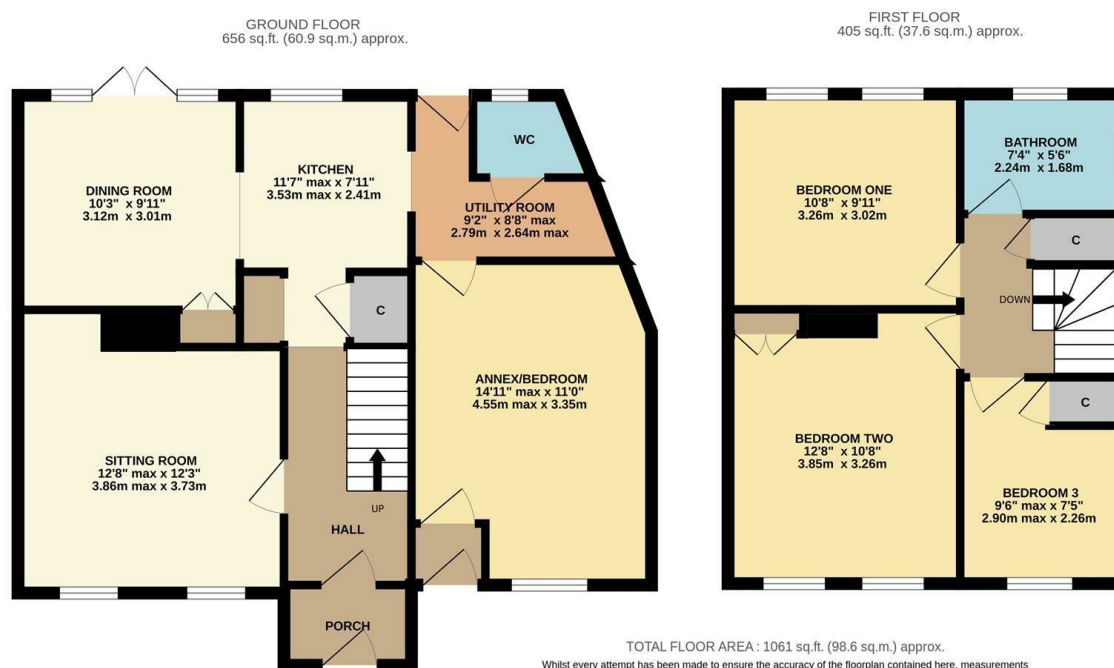 GROUND FLOOR
656 sq.ft. (60.9 sq.m.) approx.
DINING ROOM
10'3" x 9'11"
3.12m x 3.01m
KITCHEN
11'7" max x 7'11"
3.53m max x 2.41m
WC
UTILITY ROOM
9'2" x 8'8" max
2.79m x 2.64m max
C
SITTING ROOM
12'8" max x 12'3"
3.86m max x 3.73m
ANNEX/BEDROOM
14'11" max x 11'0"
4.55m max x 3.35m
UP
HALL
PORCH
FIRST FLOOR
405 sq.ft. (37.6 sq.m.) approx.
BEDROOM ONE
10'8" x 9'11"
3.26m x 3.02m
BATHROOM
7'4" x 5'6"
2.24m x 1.68m
C
DOWN
BEDROOM TWO
12'8" x 10'8"
3.85m x 3.26m
C
BEDROOM 3
9'6" max x 7'5"
2.90m max x 2.26m
TOTAL FLOOR AREA : 1061 sq.ft. (98.6 sq.m.) approx.
Whilst every attempt has been made to ensure the accuracy of the floorplan contained here, measurements